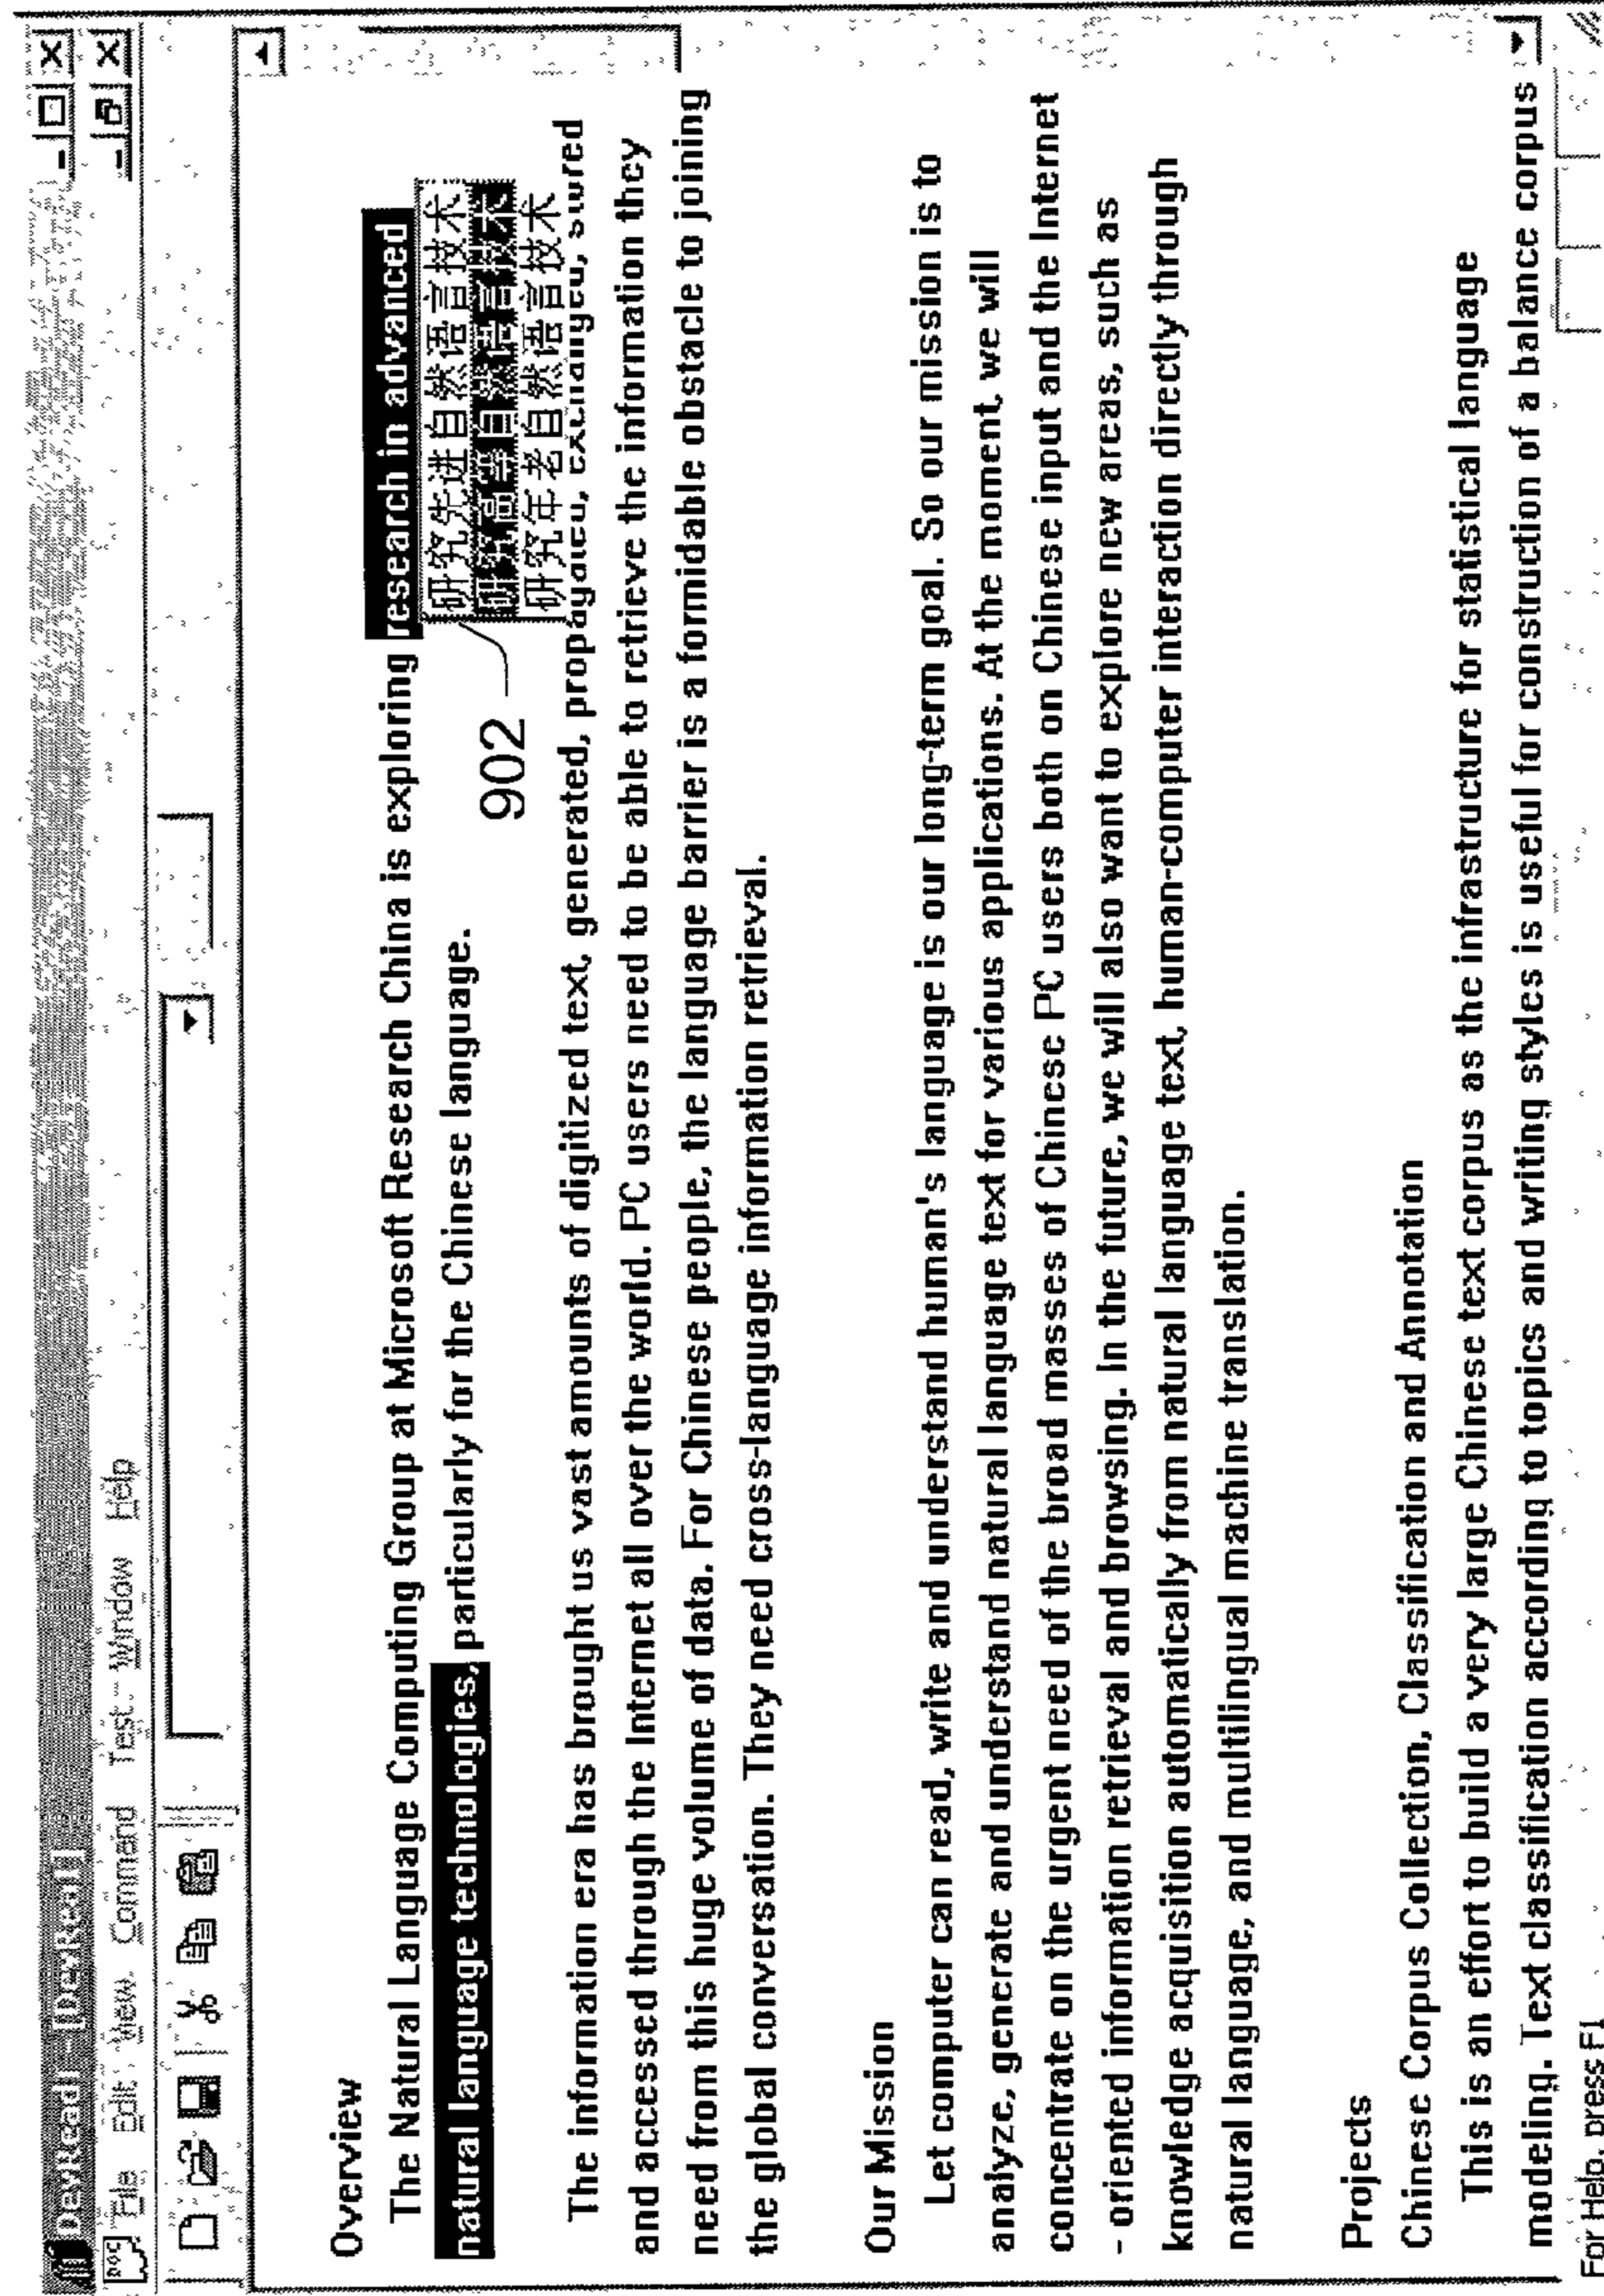 DevRead - [DevRea1]
File Edit View Command Test Window Help
Overview
The Natural Language Computing Group at Microsoft Research China is exploring research in advanced
natural language technologies, particularly for the Chinese language.
研究先进自然语言技术
研究高等自然语言技术
研究年老自然语言技术
902
The information era has brought us vast amounts of digitized text, generated, propagated, exchanged, stored
and accessed through the Internet all over the world. PC users need to be able to retrieve the information they
need from this huge volume of data. For Chinese people, the language barrier is a formidable obstacle to joining
the global conversation. They need cross-language information retrieval.
Our Mission
Let computer can read, write and understand human's language is our long-term goal. So our mission is to
analyze, generate and understand natural language text for various applications. At the moment, we will
concentrate on the urgent need of the broad masses of Chinese PC users both on Chinese input and the Internet
- oriented information retrieval and browsing. In the future, we will also want to explore new areas, such as
knowledge acquisition automatically from natural language text, human-computer interaction directly through
natural language, and multilingual machine translation.
Projects
Chinese Corpus Collection, Classification and Annotation
This is an effort to build a very large Chinese text corpus as the infrastructure for statistical language
modeling. Text classification according to topics and writing styles is useful for construction of a balance corpus
For Help, press F1